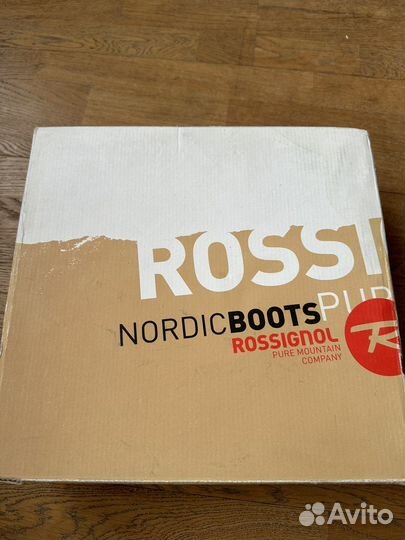 ROSSI
NORDICBOOTSPUR
ROSSIGNOL
PURE MOUNTAIN
COMPANY
R
Avito